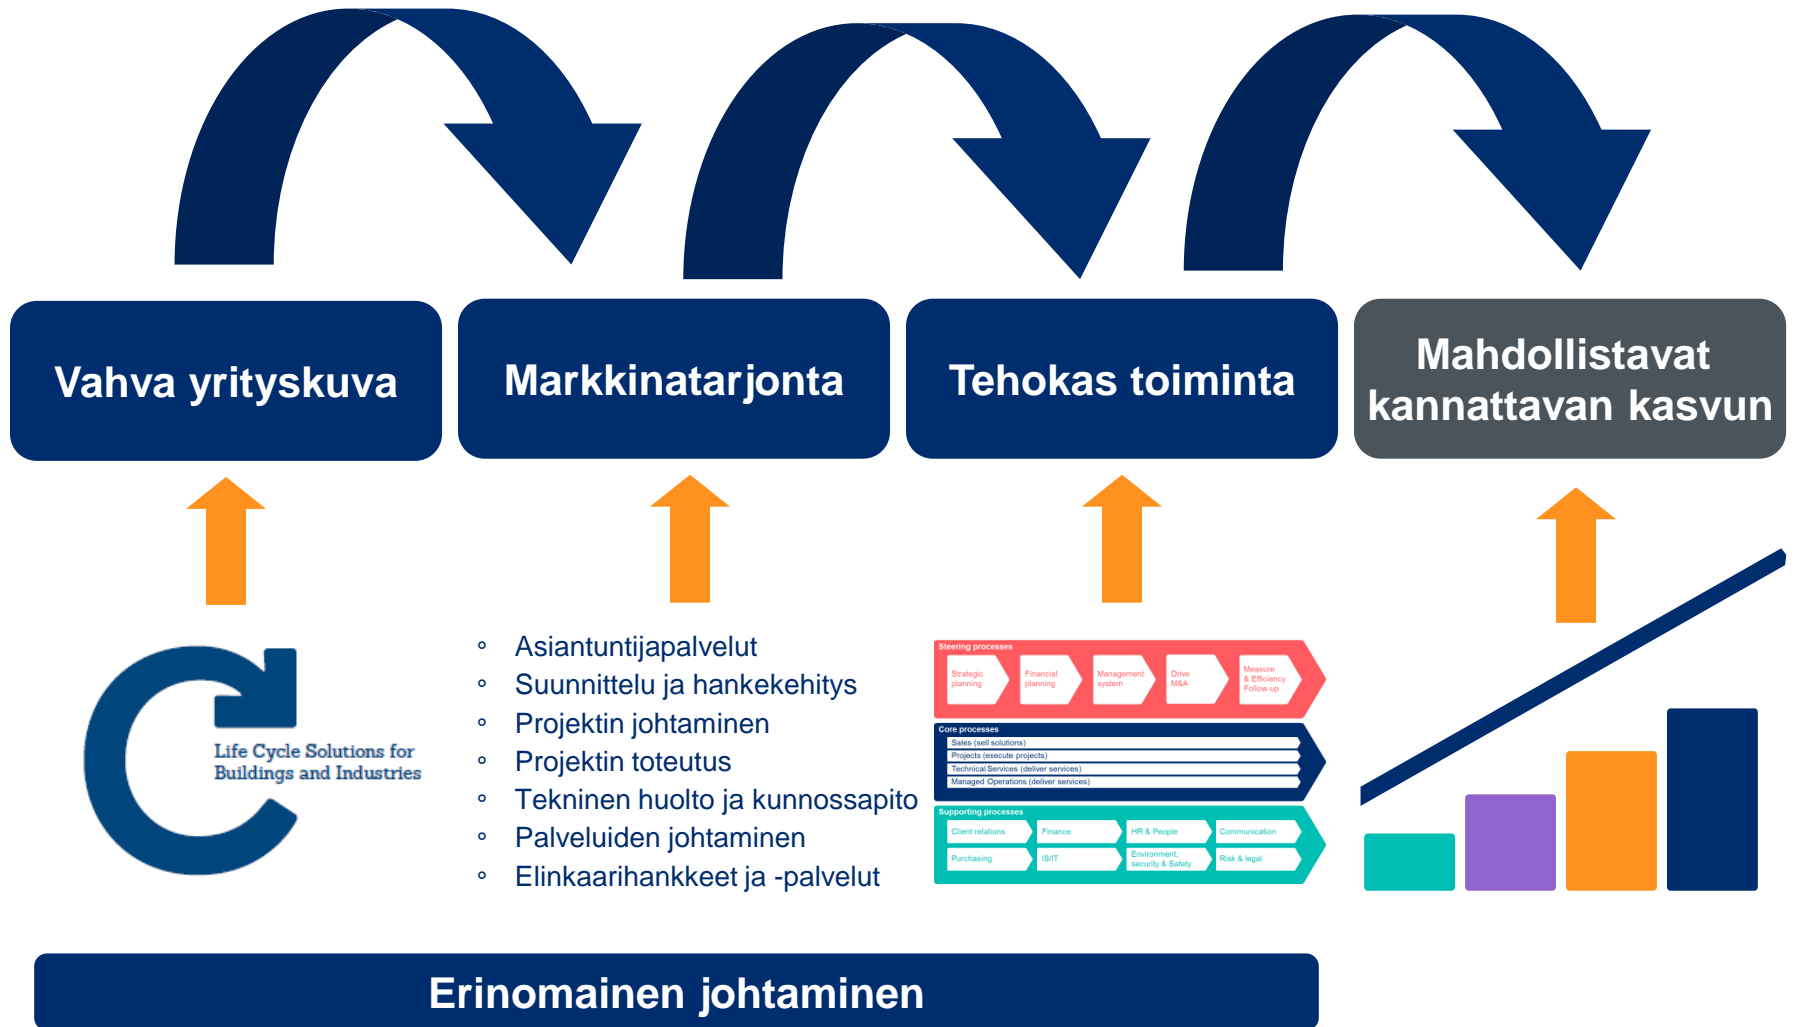 Vahva yrityskuva
Markkinatarjonta
Tehokas toiminta
Mahdollistavat
kannattavan kasvun
Life Cycle Solutions for
Buildings and Industries
Asiantuntijapalvelut
Suunnittelu ja hankekehitys
Projektin johtaminen
Projektin toteutus
Tekninen huolto ja kunnossapito
Palveluiden johtaminen
Elinkaarihankkeet ja -palvelut
Steering processes
Strategic
planning
Financial
planning
Management
system
Drive
M&A
Measure
& Efficiency
Follow-up
Core processes
Sales (sell solutions)
Projects (execute projects)
Technical Services (deliver services)
Managed Operations (deliver services)
Supporting processes
Client relations
Finance
HR & People
Communication
Purchasing
IS/IT
Environment,
security & Safety
Risk & legal
Erinomainen johtaminen